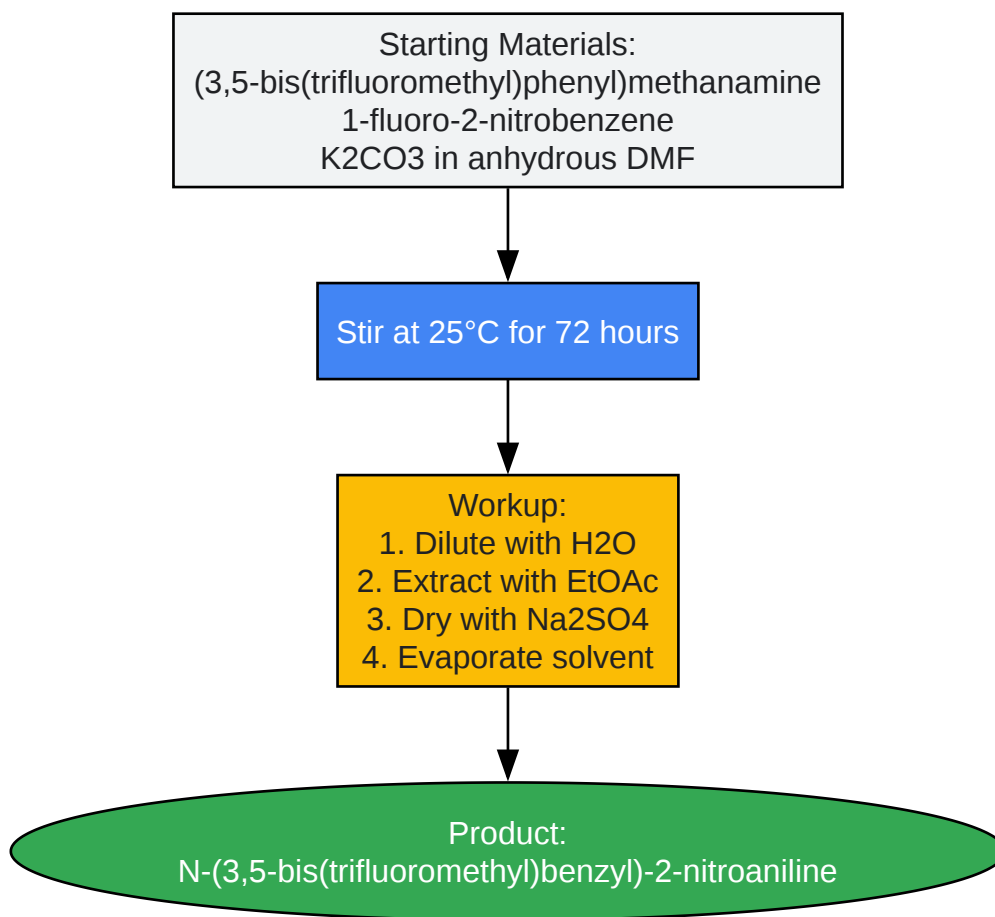 Starting Materials:
(3,5-bis(trifluoromethyl)phenyl)methanamine
1-fluoro-2-nitrobenzene
K2CO3 in anhydrous DMF
Stir at 25°C for 72 hours
Workup:
1. Dilute with H2O
2. Extract with EtOAc
3. Dry with Na2SO4
4. Evaporate solvent
Product:
N-(3,5-bis(trifluoromethyl)benzyl)-2-nitroaniline